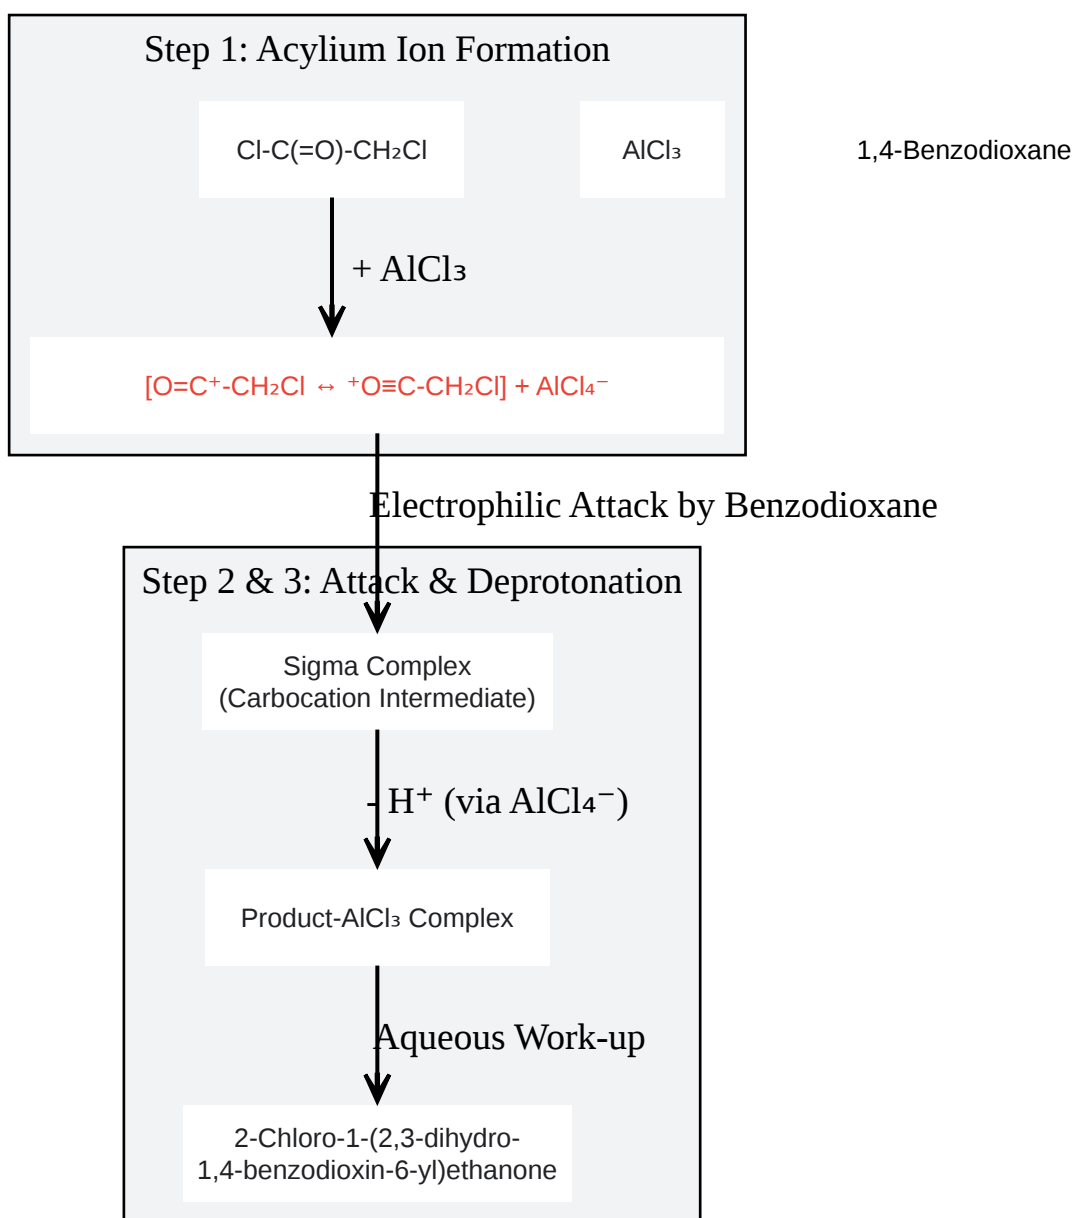 Step 1: Acylium Ion Formation
Cl-C(=O)-CH₂Cl
AlCl₃
1,4-Benzodioxane
+ AlCl₃
[O=C⁺-CH₂Cl ↔ ⁺O≡C-CH₂Cl] + AlCl₄⁻
Electrophilic Attack by Benzodioxane
Step 2 & 3: Attack & Deprotonation
Sigma Complex
(Carbocation Intermediate)
- H⁺ (via AlCl₄⁻)
Product-AlCl₃ Complex
Aqueous Work-up
2-Chloro-1-(2,3-dihydro-
1,4-benzodioxin-6-yl)ethanone